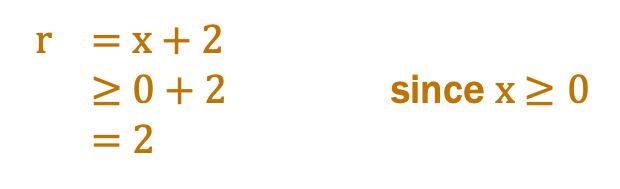 r = x + 2
≥ 0 + 2 since x ≥ 0
= 2